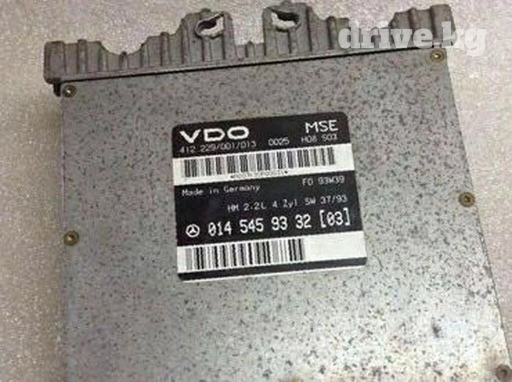 drive.kg
VDO MSE
412 229/001/013 0025 H08 S03
Made in Germany FD 93W39
HM 2.2L 4 Zyl SW 37/93
014 545 93 32 [03]